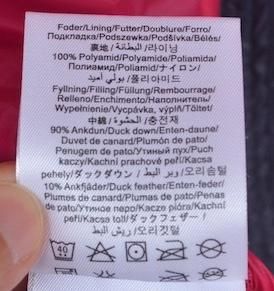 Foder/Lining/Futter/Doublure/Forro/
Подкладка/Podszewka/Podšívka/Bélés/
裏地/البطانة/라이닝
100% Polyamid/Polyamide/Poliamida/
Полиамид/Poliamid/ナイロン/
폴리아미드/بولي أميد
Fyllning/Filling/Füllung/Rembourrage/
Relleno/Enchimento/Наполнитель/
Wypełnienie/Vycpávka, výplň/Töltet/
中綿/الحشوة/충전재
90% Ankdun/Duck down/Enten-daune/
Duvet de canard/Plumón de pato/
Penugem de pato/Утиный пух/Puch
kaczy/Kachní prachové peří/Kacsa
pehely/ダックダウン/بط/오리솜털
10% Ankfjäder/Duck feather/Enten-feder/
Plumes de canard/Plumas de pato/Penas
de pato/Утиное перо/Kacze pióra/Kachní
peří/Kacsa toll/ダックフェザー/
ريش البط/오리깃털
40